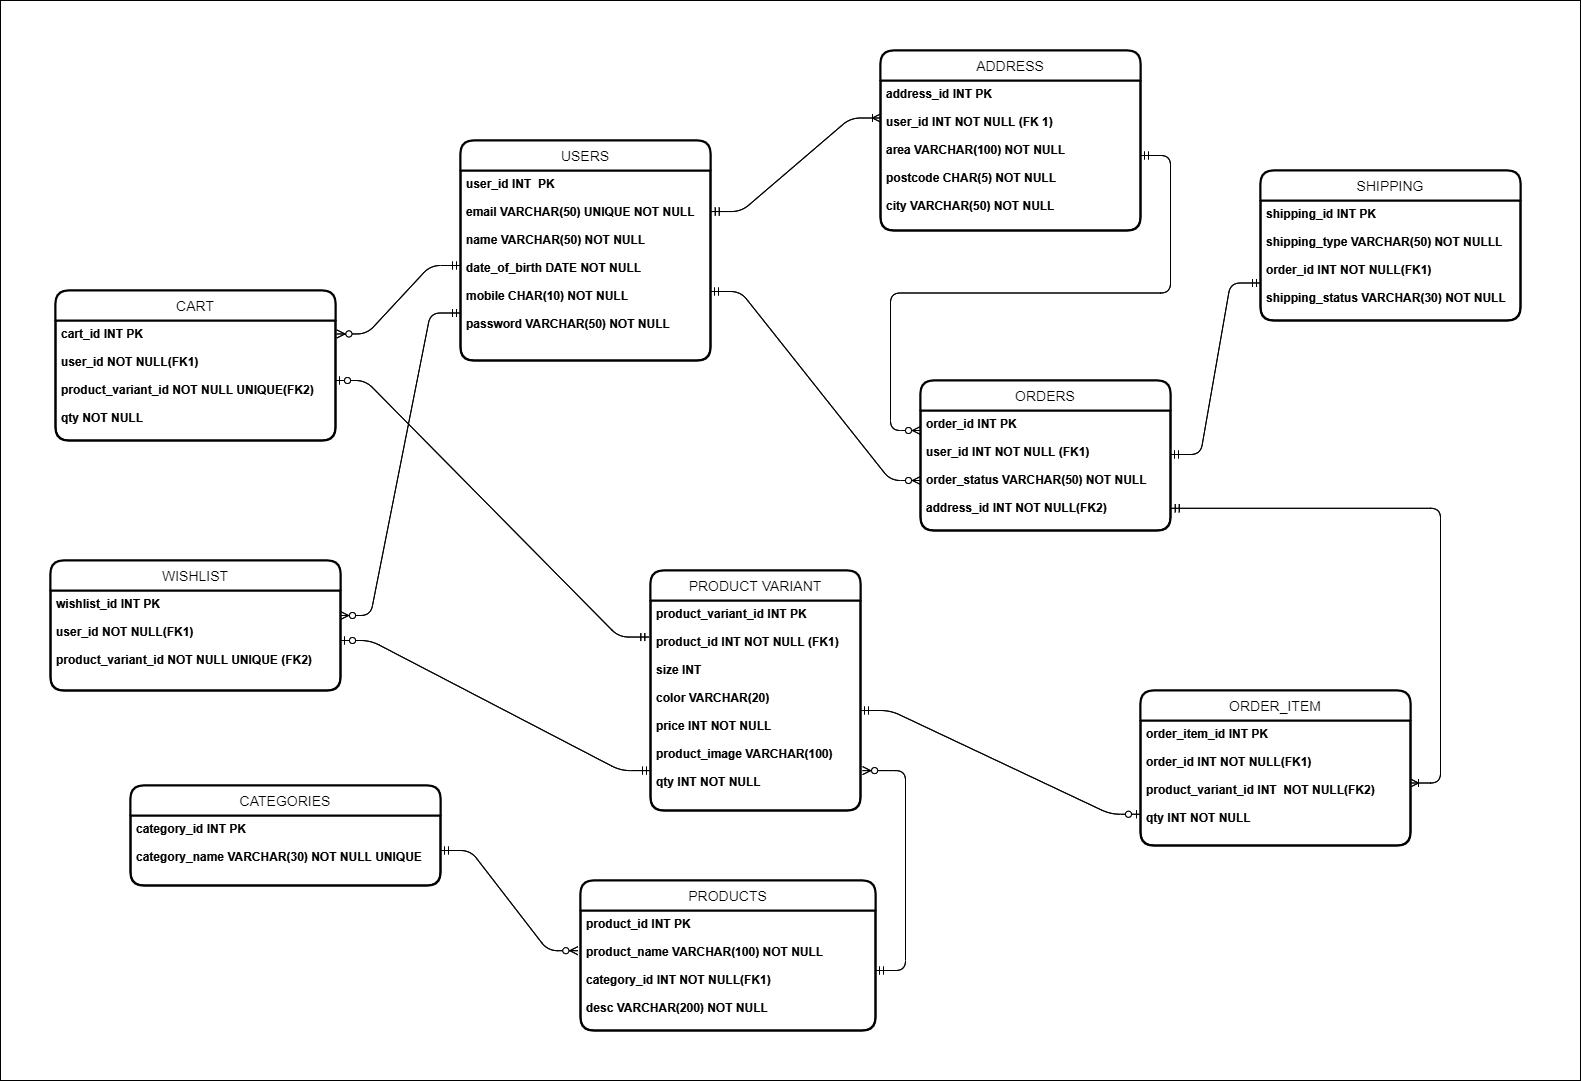 ADDRESS
address_id INT PK
user_id INT NOT NULL (FK 1)
area VARCHAR(100) NOT NULL
postcode CHAR(5) NOT NULL
city VARCHAR(50) NOT NULL
USERS
user_id INT  PK
email VARCHAR(50) UNIQUE NOT NULL
name VARCHAR(50) NOT NULL
date_of_birth DATE NOT NULL
mobile CHAR(10) NOT NULL
password VARCHAR(50) NOT NULL
SHIPPING
shipping_id INT PK
shipping_type VARCHAR(50) NOT NULLL
order_id INT NOT NULL(FK1)
shipping_status VARCHAR(30) NOT NULL
CART
cart_id INT PK
user_id NOT NULL(FK1)
product_variant_id NOT NULL UNIQUE(FK2)
qty NOT NULL
ORDERS
order_id INT PK
user_id INT NOT NULL (FK1)
order_status VARCHAR(50) NOT NULL
address_id INT NOT NULL(FK2)
WISHLIST
wishlist_id INT PK
user_id NOT NULL(FK1)
product_variant_id NOT NULL UNIQUE (FK2)
PRODUCT VARIANT
product_variant_id INT PK
product_id INT NOT NULL (FK1)
size INT
color VARCHAR(20)
price INT NOT NULL
product_image VARCHAR(100)
qty INT NOT NULL
ORDER_ITEM
order_item_id INT PK
order_id INT NOT NULL(FK1)
product_variant_id INT  NOT NULL(FK2)
qty INT NOT NULL
CATEGORIES
category_id INT PK
category_name VARCHAR(30) NOT NULL UNIQUE
PRODUCTS
product_id INT PK
product_name VARCHAR(100) NOT NULL
category_id INT NOT NULL(FK1)
desc VARCHAR(200) NOT NULL